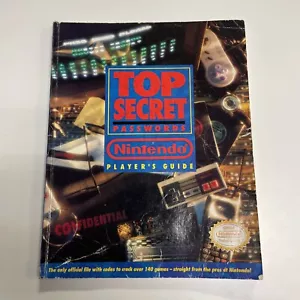 TOP
SECRET
PASSWORDS
Nintendo
PLAYER'S GUIDE
CONFIDENTIAL
The only official file with codes to crack over 140 games – straight from the pros at Nintendo!